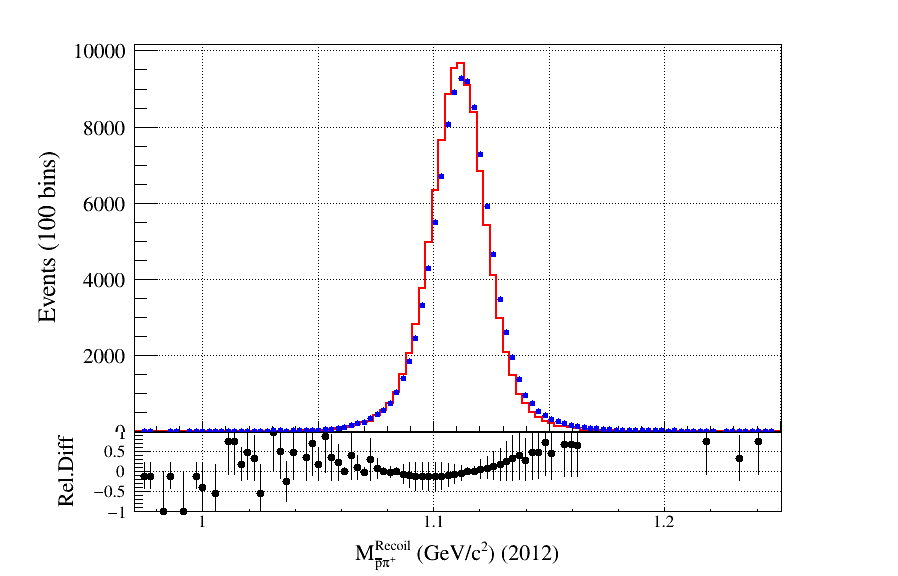 10000
8000
6000
4000
2000
0
Events (100 bins)
1
0.5
0
−0.5
−1
Rel.Diff
1 1.1 1.2
M^{Recoil}_{p̅π⁺} (GeV/c²) (2012)